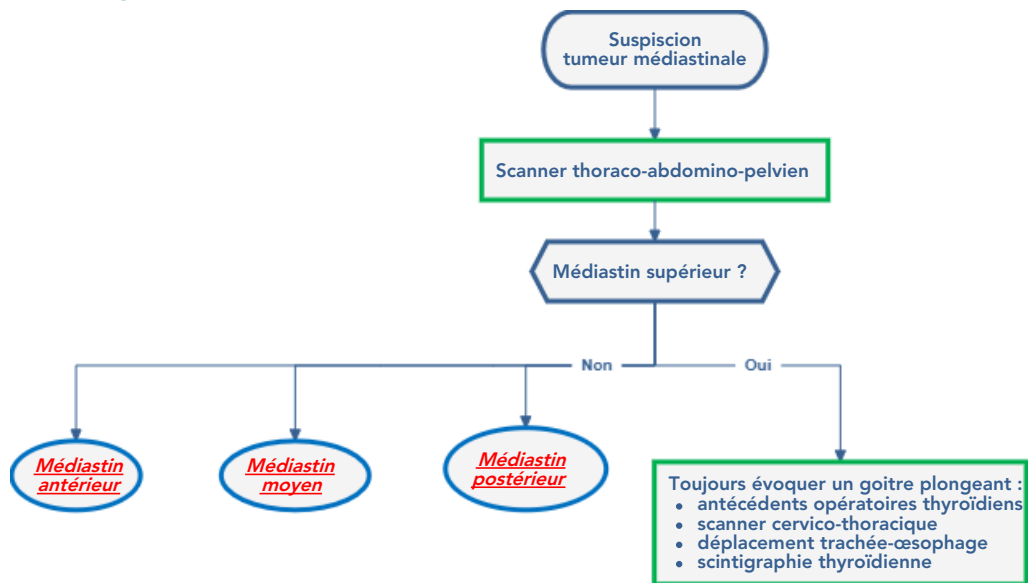 Suspiscion
tumeur médiastinale
Scanner thoraco-abdomino-pelvien
Médiastin supérieur ?
Non
Oui
Médiastin
antérieur
Médiastin
moyen
Médiastin
postérieur
Toujours évoquer un goitre plongeant :
• antécédents opératoires thyroïdiens
• scanner cervico-thoracique
• déplacement trachée-œsophage
• scintigraphie thyroïdienne